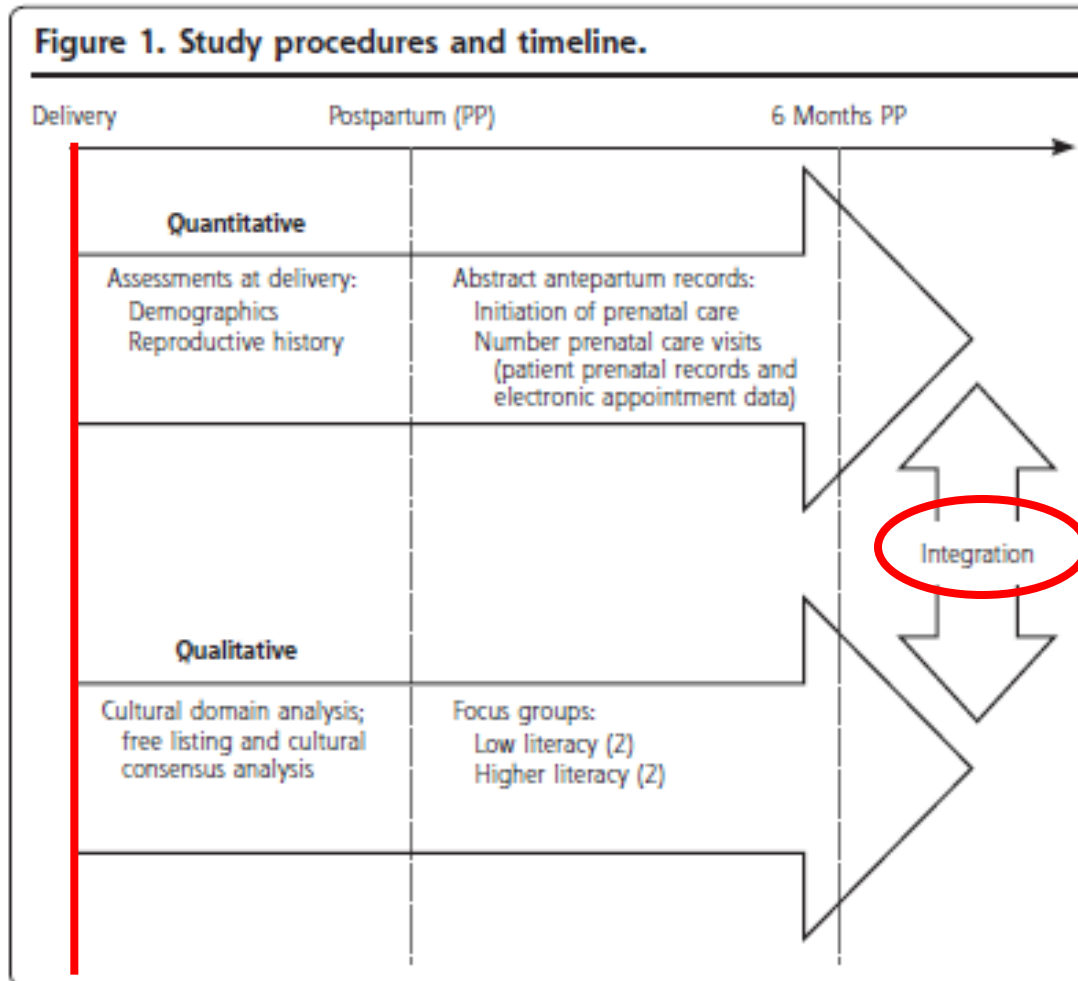 Figure 1. Study procedures and timeline.
Delivery
Postpartum (PP)
6 Months PP
Quantitative
Assessments at delivery:
Demographics
Reproductive history
Abstract antepartum records:
Initiation of prenatal care
Number prenatal care visits
(patient prenatal records and
electronic appointment data)
Integration
Qualitative
Cultural domain analysis;
free listing and cultural
consensus analysis
Focus groups:
Low literacy (2)
Higher literacy (2)